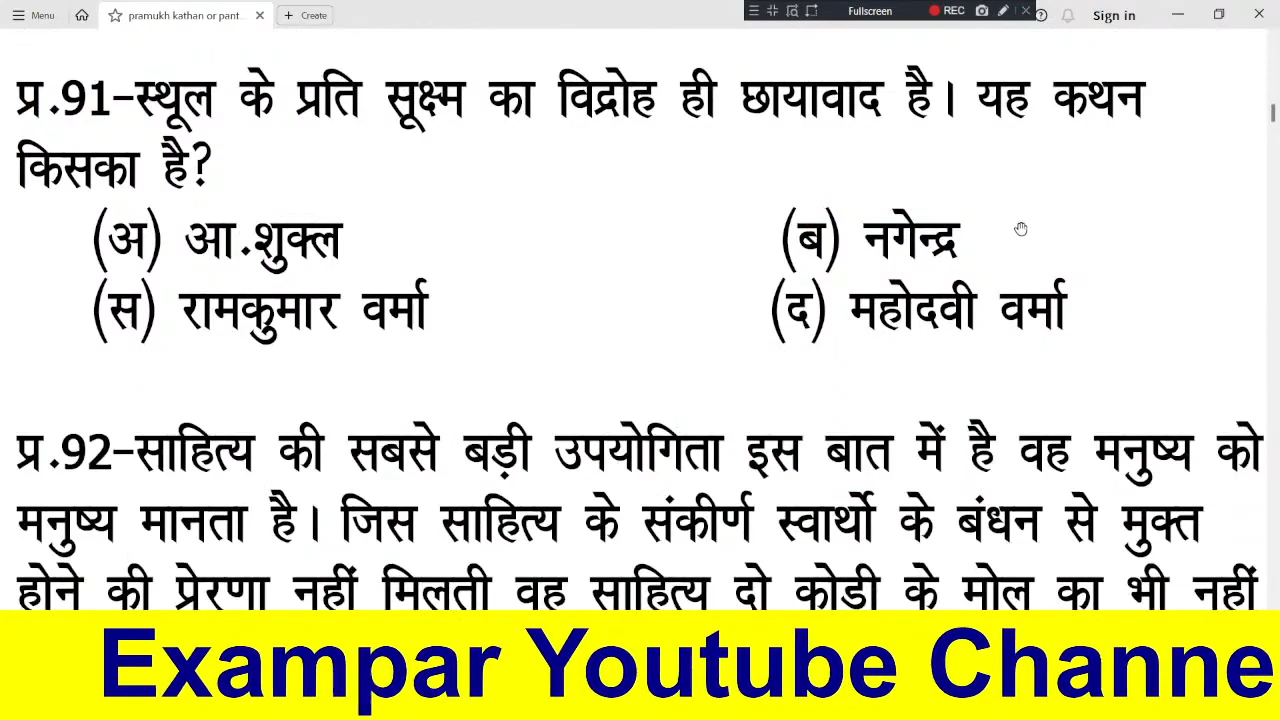 Menu
pramukh kathan or pant...
Create
Fullscreen
REC
Sign in
प्र.91-स्थूल के प्रति सूक्ष्म का विद्रोह ही छायावाद है। यह कथन
किसका है?
(अ) आ.शुक्ल (ब) नगेन्द्र
(स) रामकुमार वर्मा (द) महोदवी वर्मा
प्र.92-साहित्य की सबसे बड़ी उपयोगिता इस बात में है वह मनुष्य को
मनुष्य मानता है। जिस साहित्य के संकीर्ण स्वार्थो के बंधन से मुक्त
होने की प्रेरणा नहीं मिलती वह साहित्य दो कोडी के मोल का भी नहीं
Exampar Youtube Channe